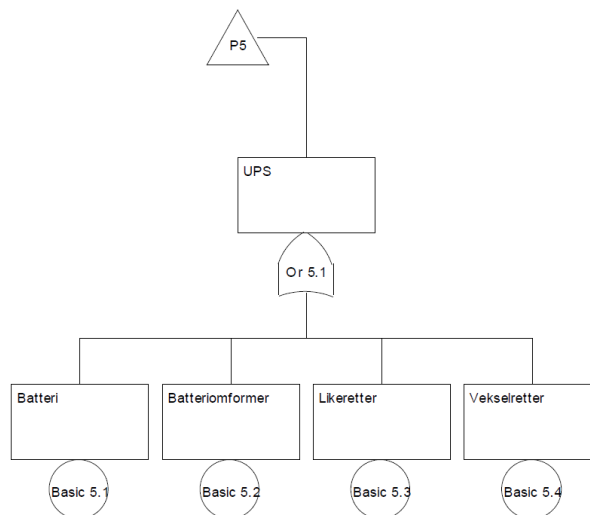 P5
UPS
Or 5.1
Batteri
Batteriomformer
Likeretter
Vekselretter
Basic 5.1
Basic 5.2
Basic 5.3
Basic 5.4